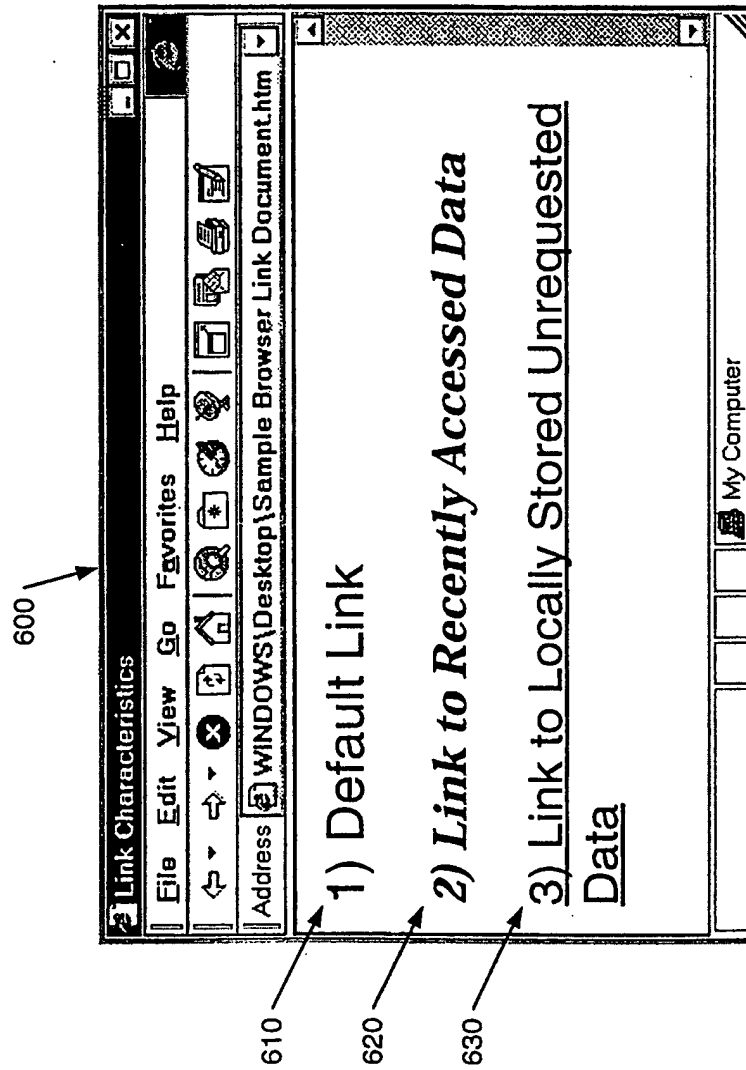 600
Link Characteristics
File Edit View Go Favorites Help
Address WINDOWS\Desktop\Sample Browser Link Document.htm
610
1) Default Link
620
2) Link to Recently Accessed Data
630
3) Link to Locally Stored Unrequested
Data
My Computer